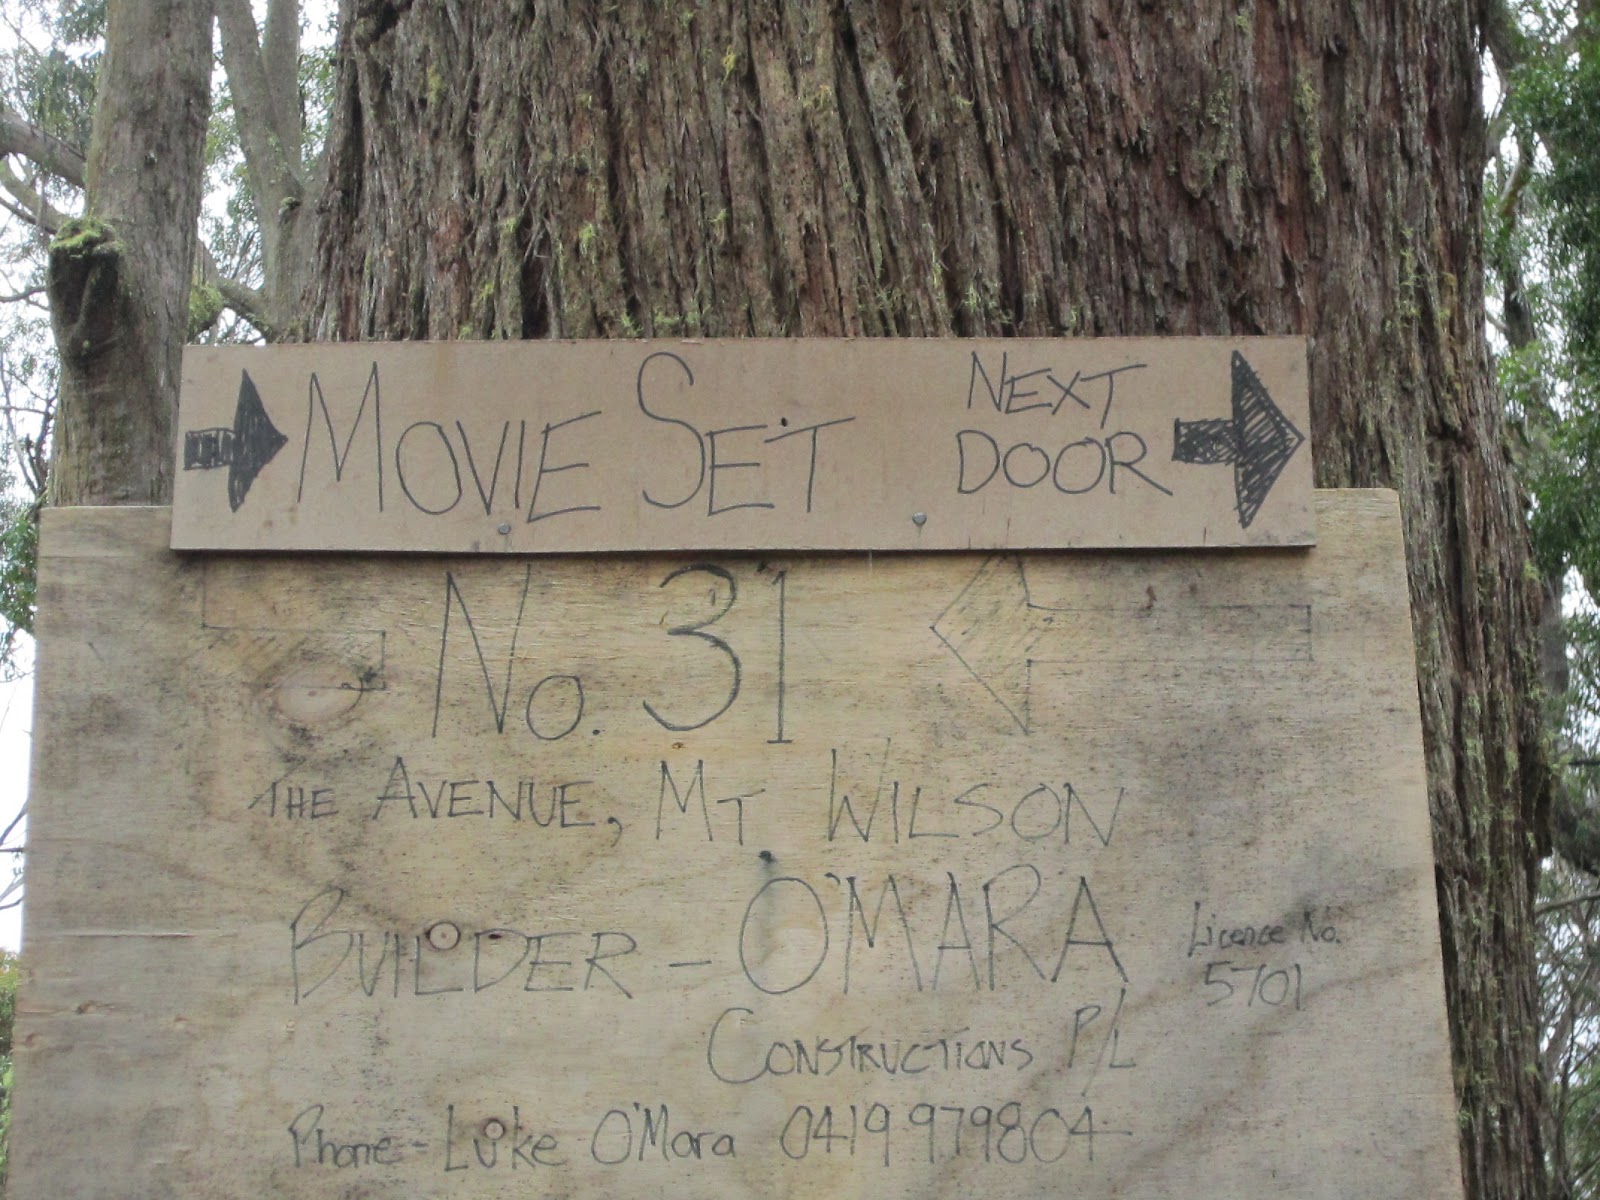 MOVIE SET NEXT
DOOR
No. 31
THE AVENUE, MT. WILSON
BUILDER - O'MARA Licence No.
5701
CONSTRUCTIONS P/L
Phone - Luke O'Mara 0419 979804